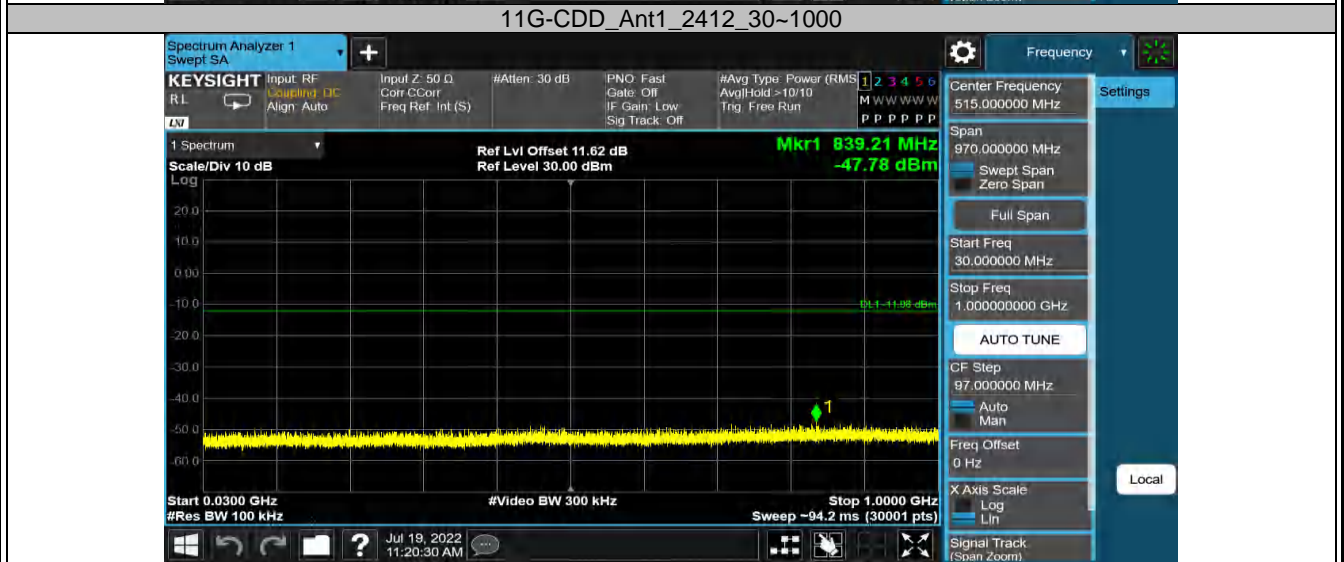 11G-CDD_Ant1_2412_30~1000
Spectrum Analyzer 1
Swept SA
+
Frequency
KEYSIGHT
RL
LXI
Input: RF
Coupling: DC
Align: Auto
Input Z: 50 Ω
Corr CCorr
Freq Ref: Int (S)
#Atten: 30 dB
PNO: Fast
Gate: Off
IF Gain: Low
Sig Track: Off
#Avg Type: Power (RMS
Avg|Hold >10/10
Trig: Free Run
1 2 3 4 5 6
M W W W W W
P P P P P P
1 Spectrum
Scale/Div 10 dB
Ref Lvl Offset 11.62 dB
Ref Level 30.00 dBm
Mkr1 839.21 MHz
-47.78 dBm
Log
20.0
10.0
0.00
-10.0
-20.0
-30.0
-40.0
-50.0
-60.0
DL1 -11.98 dBm
1
Start 0.0300 GHz
#Res BW 100 kHz
#Video BW 300 kHz
Stop 1.0000 GHz
Sweep ~94.2 ms (30001 pts)
?
Jul 19, 2022
11:20:30 AM
Center Frequency
515.000000 MHz
Span
970.000000 MHz
Swept Span
Zero Span
Full Span
Start Freq
30.000000 MHz
Stop Freq
1.000000000 GHz
AUTO TUNE
CF Step
97.000000 MHz
Auto
Man
Freq Offset
0 Hz
X Axis Scale
Log
Lin
Signal Track
(Span Zoom)
Settings
Local